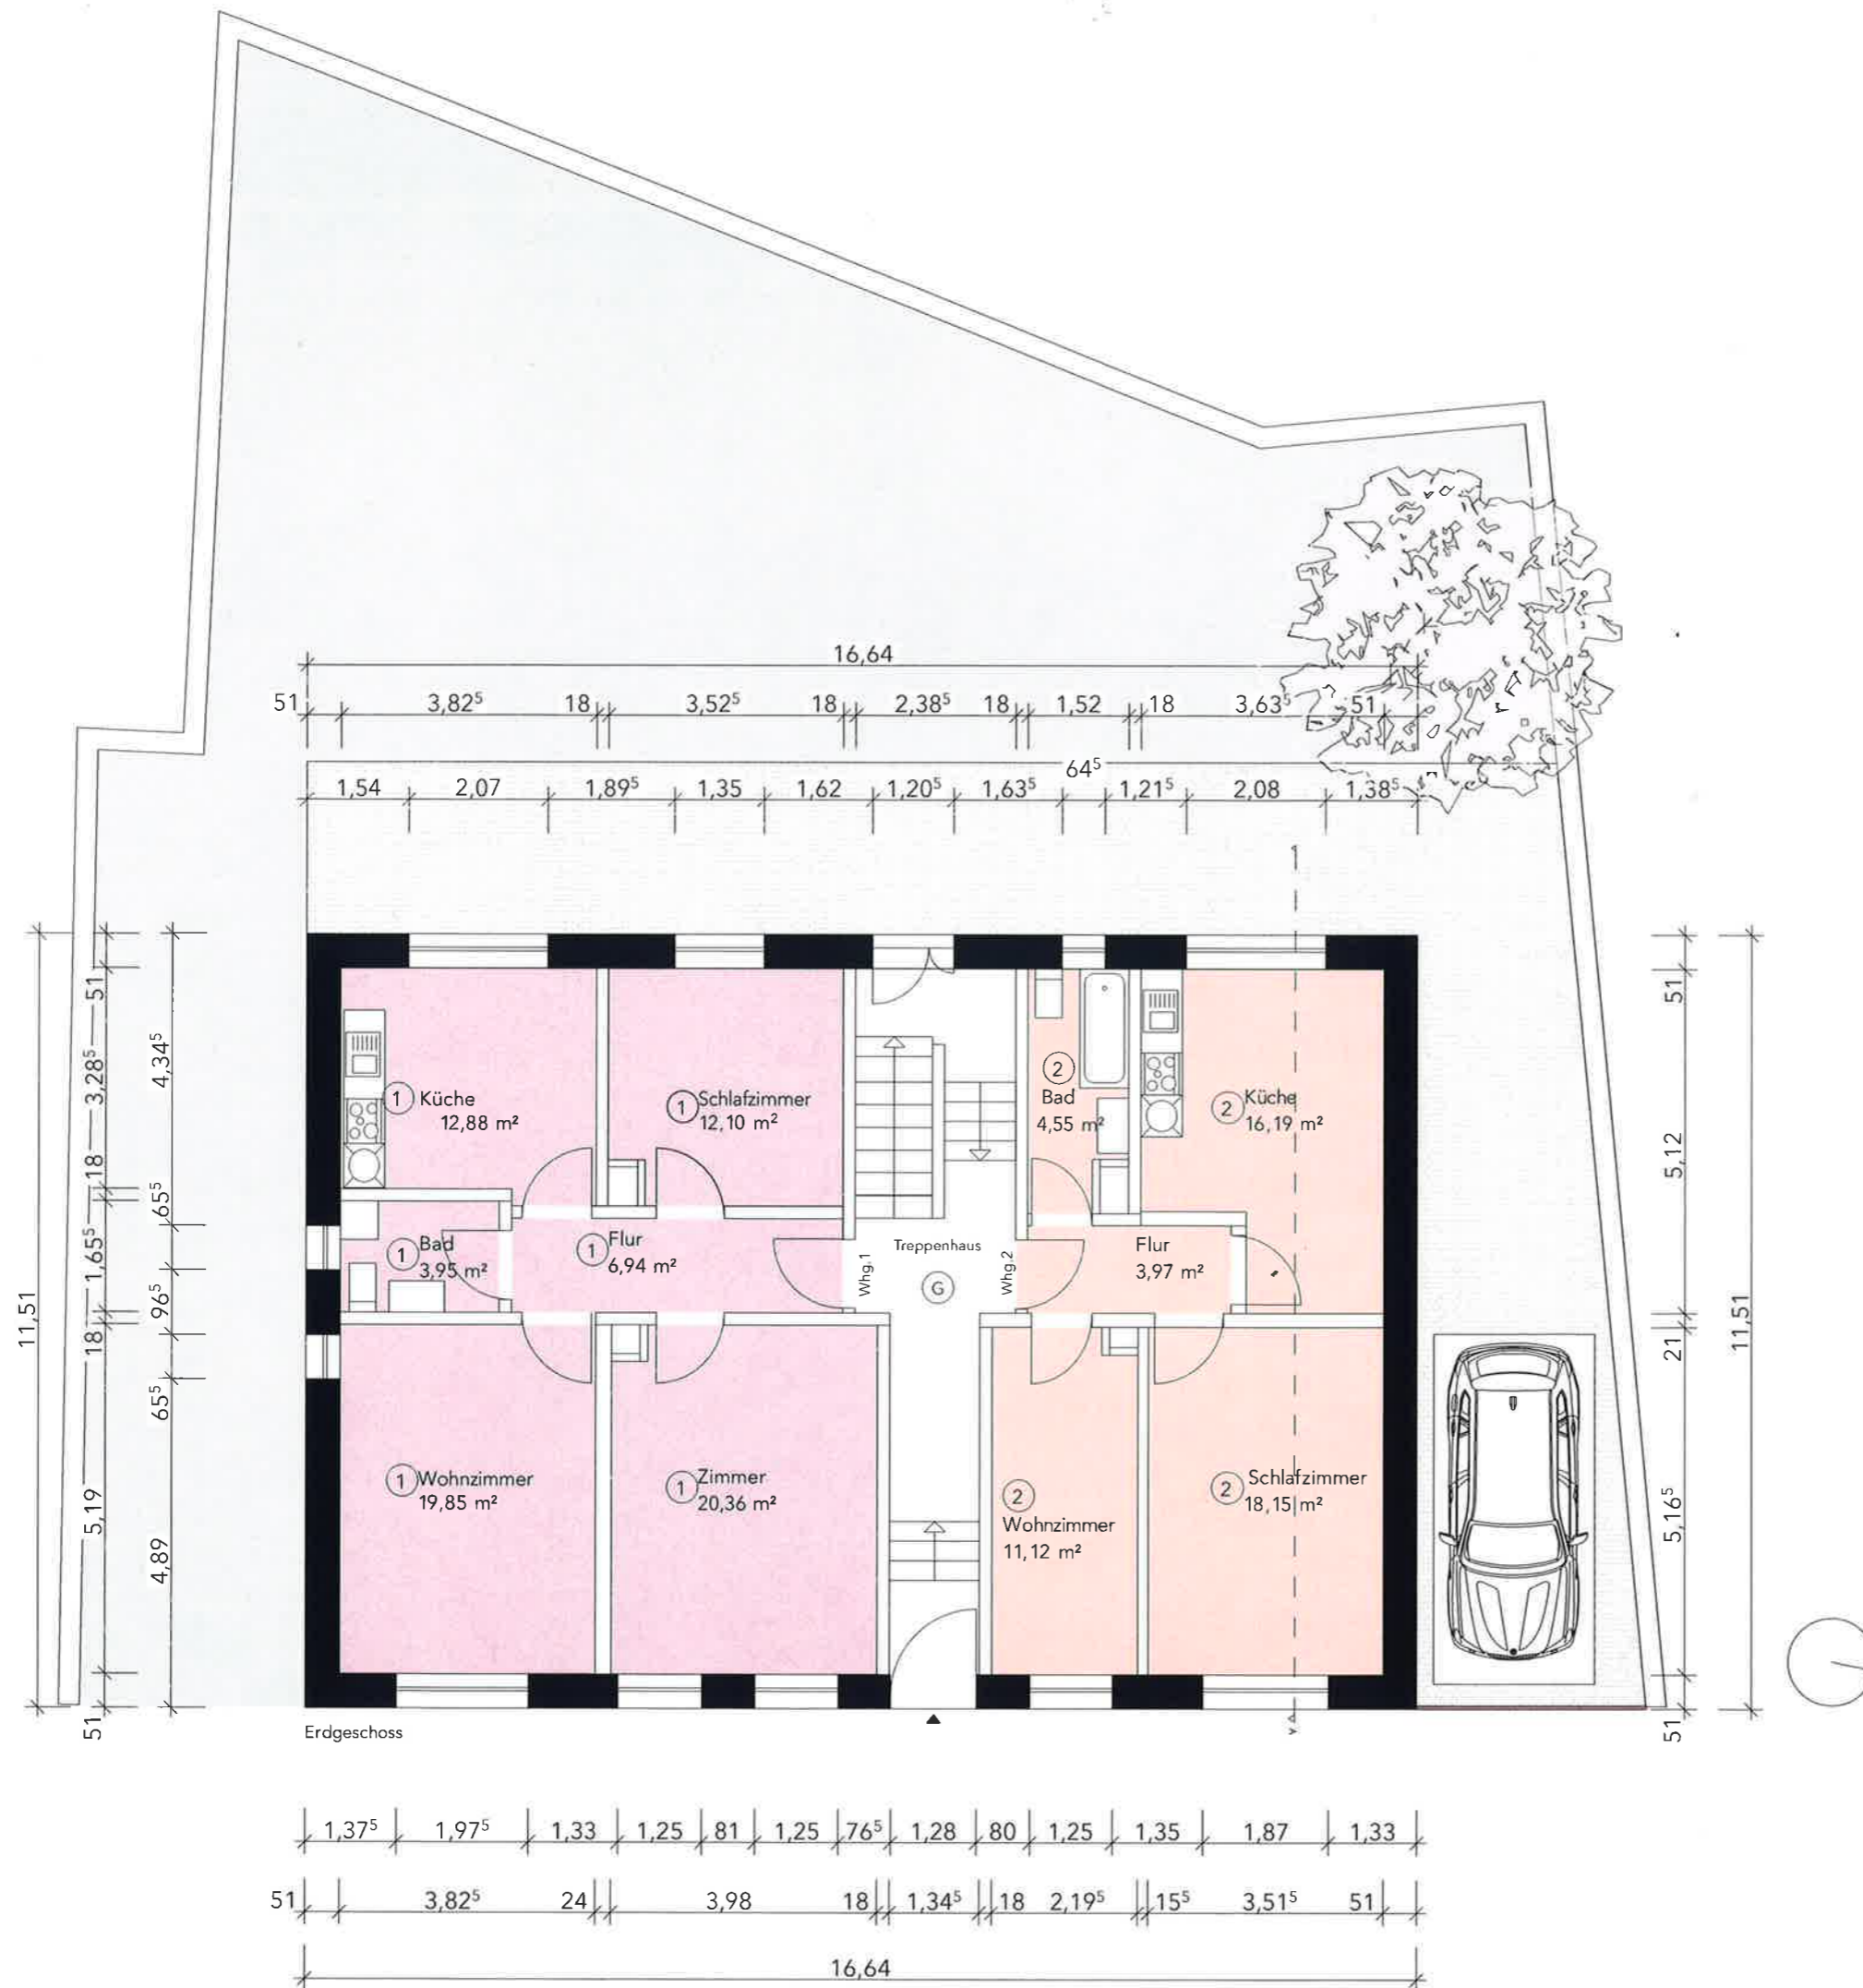 16,64
51 3,82⁵ 18 3,52⁵ 18 2,38⁵ 18 1,52 18 3,63⁵ 51
64⁵
1,54 2,07 1,89⁵ 1,35 1,62 1,20⁵ 1,63⁵ 1,21⁵ 2,08 1,38⁵
11,51
51 3,28⁵ 18 1,65⁵ 18 5,19 51
4,34⁵ 65⁵ 96⁵ 65⁵ 4,89
1 Küche
12,88 m²
1 Schlafzimmer
12,10 m²
2
Bad
4,55 m²
2 Küche
16,19 m²
1 Bad
3,95 m²
1 Flur
6,94 m²
Whg.1
Treppenhaus
G
Whg.2
Flur
3,97 m²
1 Wohnzimmer
19,85 m²
1 Zimmer
20,36 m²
2
Wohnzimmer
11,12 m²
2 Schlafzimmer
18,15 m²
51 5,12 21 5,16⁵ 51
11,51
Erdgeschoss
1,37⁵ 1,97⁵ 1,33 1,25 81 1,25 76⁵ 1,28 80 1,25 1,35 1,87 1,33
51 3,82⁵ 24 3,98 18 1,34⁵ 18 2,19⁵ 15⁵ 3,51⁵ 51
16,64